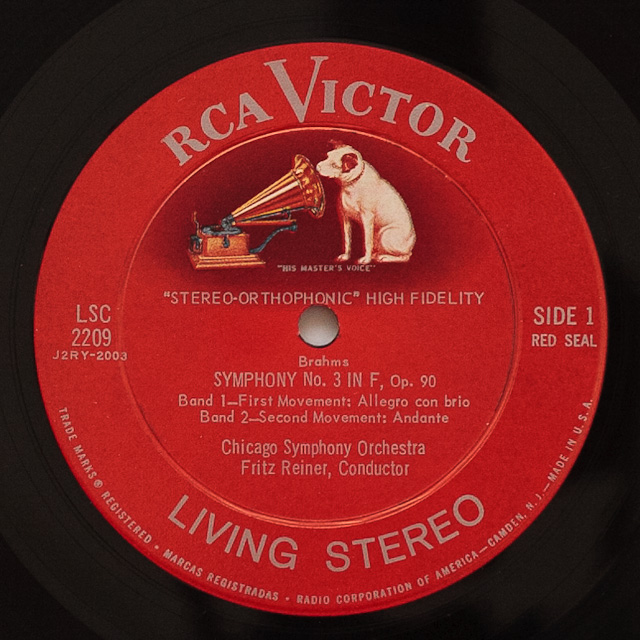 RCA VICTOR
"HIS MASTER'S VOICE"
"STEREO-ORTHOPHONIC" HIGH FIDELITY
LSC
2209
J2RY-2003
SIDE 1
RED SEAL
Brahms
SYMPHONY No. 3 IN F, Op. 90
Band 1—First Movement: Allegro con brio
Band 2—Second Movement: Andante
Chicago Symphony Orchestra
Fritz Reiner, Conductor
LIVING STEREO
TRADE MARKS ® REGISTERED • MARCAS REGISTRADAS • RADIO CORPORATION OF AMERICA—CAMDEN, N. J.—MADE IN U. S. A.